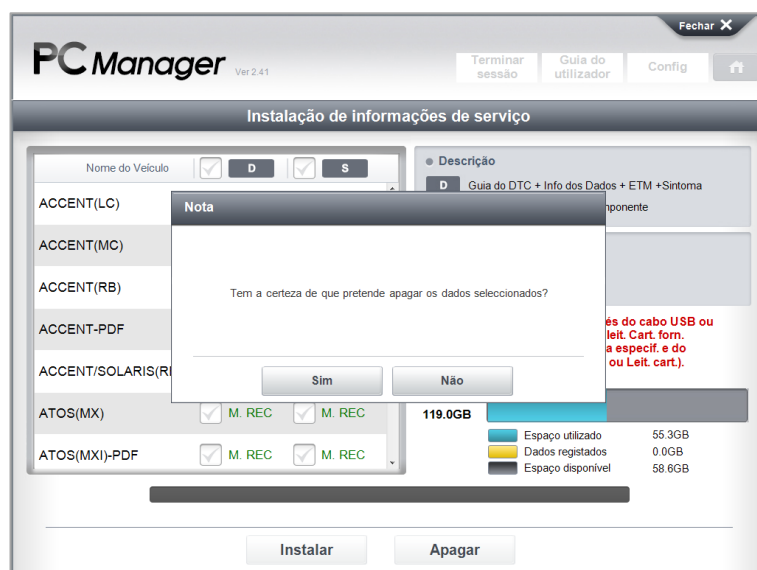 Fechar X
PC Manager Ver 2.41
Terminar sessão
Guia do utilizador
Config
Instalação de informações de serviço
Nome do Veículo D S
Descrição
D Guia do DTC + Info dos Dados + ETM +Sintoma
ACCENT(LC)
ACCENT(MC)
ACCENT(RB)
ACCENT-PDF
ACCENT/SOLARIS(R
ATOS(MX) M. REC M. REC
ATOS(MXI)-PDF M. REC M. REC
Nota
Tem a certeza de que pretende apagar os dados seleccionados?
Sim Não
do cabo USB ou
leit. Cart. forn.
especif. e do
ou Leit. cart.).
119.0GB
Espaço utilizado 55.3GB
Dados registados 0.0GB
Espaço disponível 58.6GB
Instalar Apagar